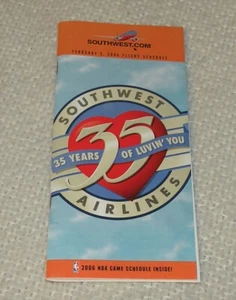 SOUTHWEST.COM
FEBRUARY 2, 2006 FLIGHT SCHEDULE
SOUTHWEST
35
35 YEARS OF LUVIN' YOU
AIRLINES
2006 NBA GAME SCHEDULE INSIDE!